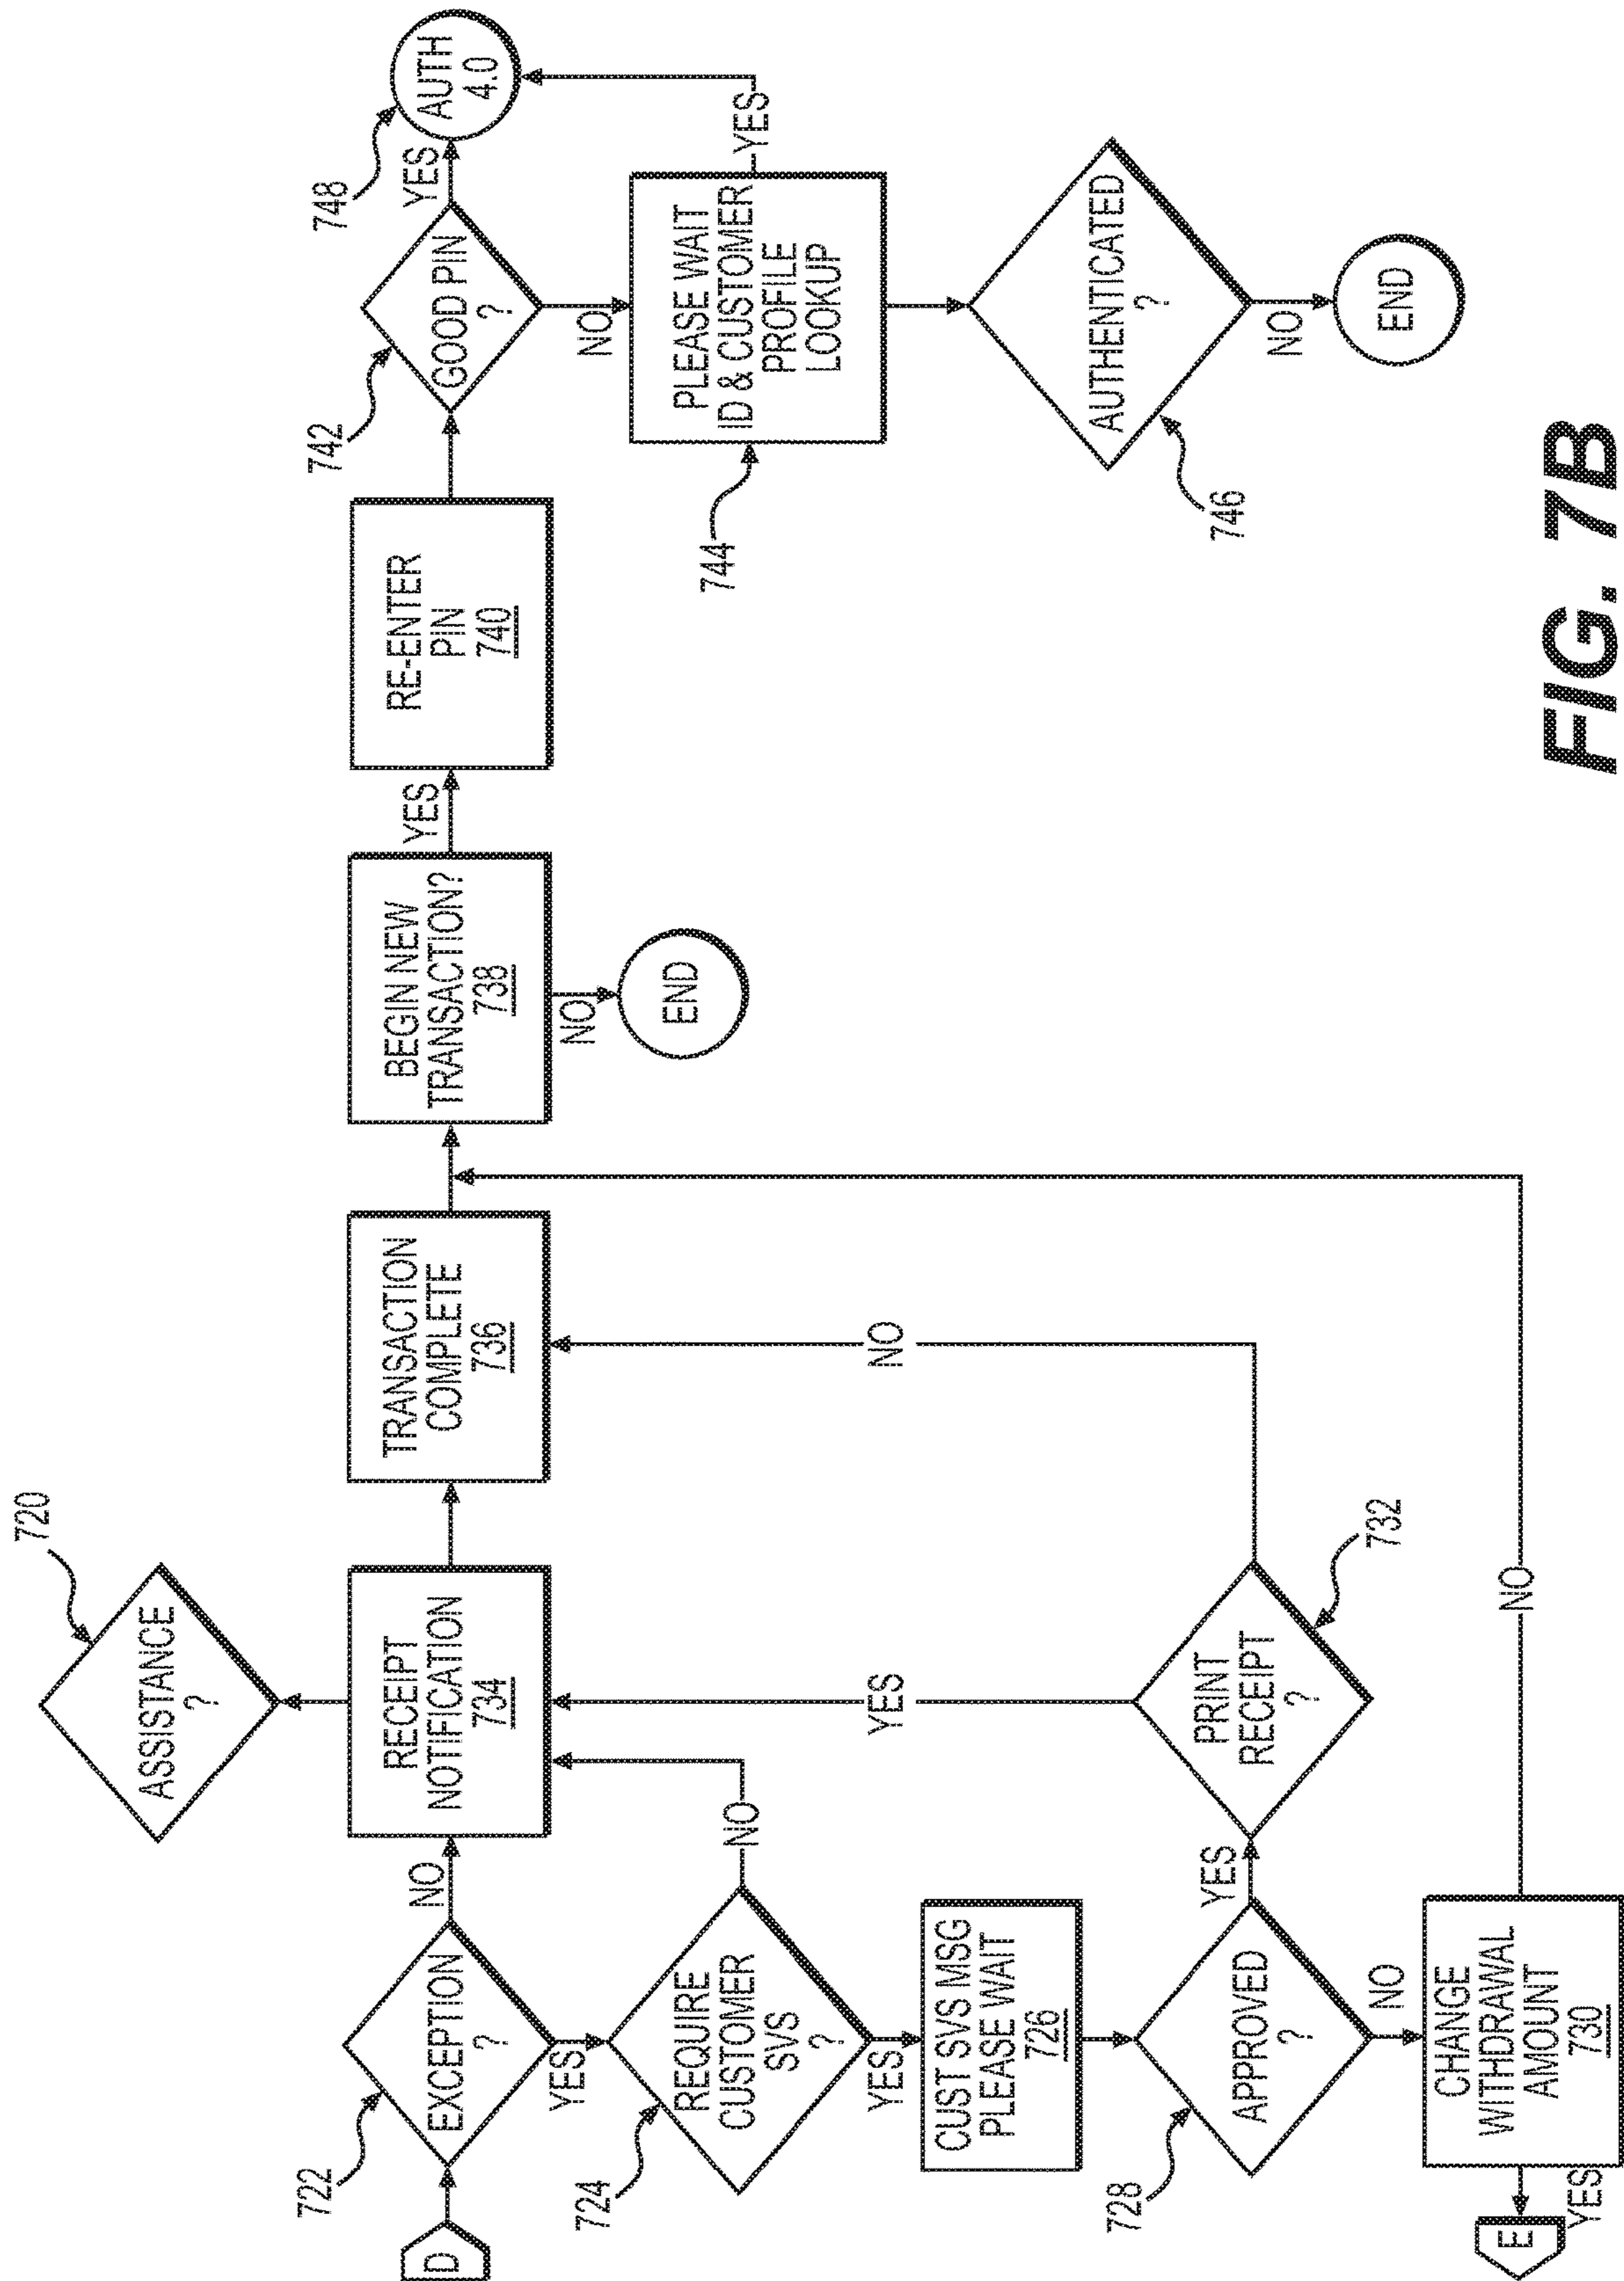 720
ASSISTANCE
?
D
722
EXCEPTION
?
NO
YES
RECEIPT
NOTIFICATION
734
TRANSACTION
COMPLETE
736
BEGIN NEW
TRANSACTION?
738
YES
NO
END
RE-ENTER
PIN
740
742
GOOD PIN
?
YES
NO
748
AUTH
4.0
724
REQUIRE
CUSTOMER
SVS
?
NO
YES
744
PLEASE WAIT
ID & CUSTOMER
PROFILE
LOOKUP
YES
CUST SVS MSG
PLEASE WAIT
726
YES
NO
746
AUTHENTICATED
?
NO
END
728
APPROVED
?
YES
NO
PRINT
RECEIPT
?
732
E
YES
CHANGE
WITHDRAWAL
AMOUNT
730
NO
FIG. 7B